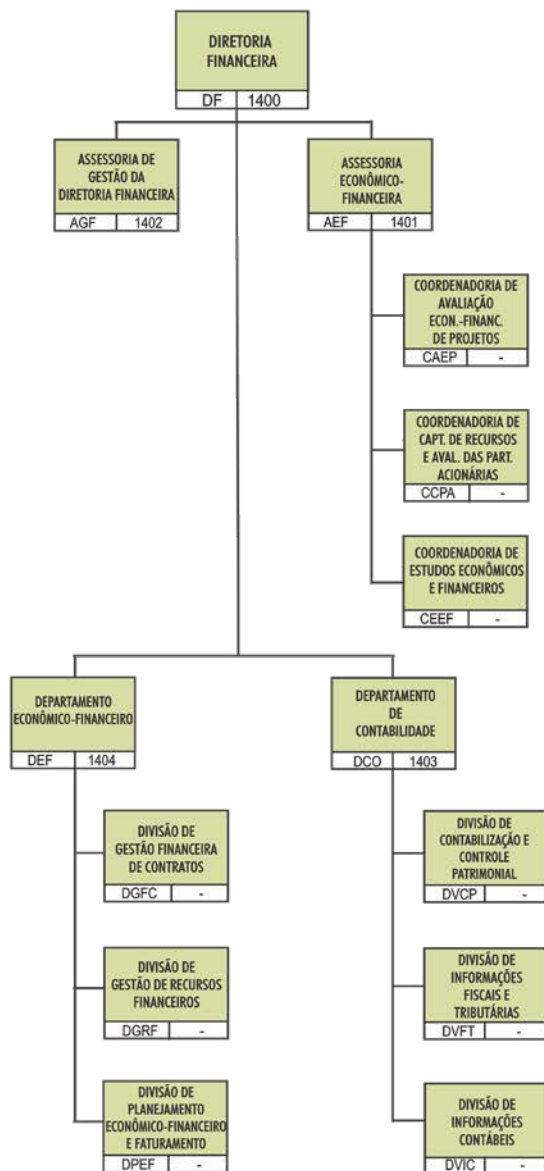 DIRETORIA
FINANCEIRA
DF 1400
ASSESSORIA DE
GESTÃO DA
DIRETORIA FINANCEIRA
AGF 1402
ASSESSORIA
ECONÔMICO-
FINANCEIRA
AEF 1401
COORDENADORIA DE
AVALIAÇÃO
ECON.-FINANC.
DE PROJETOS
CAEP -
COORDENADORIA DE
CAPT. DE RECURSOS
E AVAL. DAS PART.
ACIONÁRIAS
CCPA -
COORDENADORIA DE
ESTUDOS ECONÔMICOS
E FINANCEIROS
CEEF -
DEPARTAMENTO
ECONÔMICO-FINANCEIRO
DEF 1404
DEPARTAMENTO
DE
CONTABILIDADE
DCO 1403
DIVISÃO DE
GESTÃO FINANCEIRA
DE CONTRATOS
DGFC -
DIVISÃO DE
CONTABILIZAÇÃO E
CONTROLE
PATRIMONIAL
DVCP -
DIVISÃO DE
GESTÃO DE RECURSOS
FINANCEIROS
DGRF -
DIVISÃO DE
INFORMAÇÕES
FISCAIS E
TRIBUTÁRIAS
DVFT -
DIVISÃO DE
PLANEJAMENTO
ECONÔMICO-FINANCEIRO
E FATURAMENTO
DPEF -
DIVISÃO DE
INFORMAÇÕES
CONTÁBEIS
DVIC -